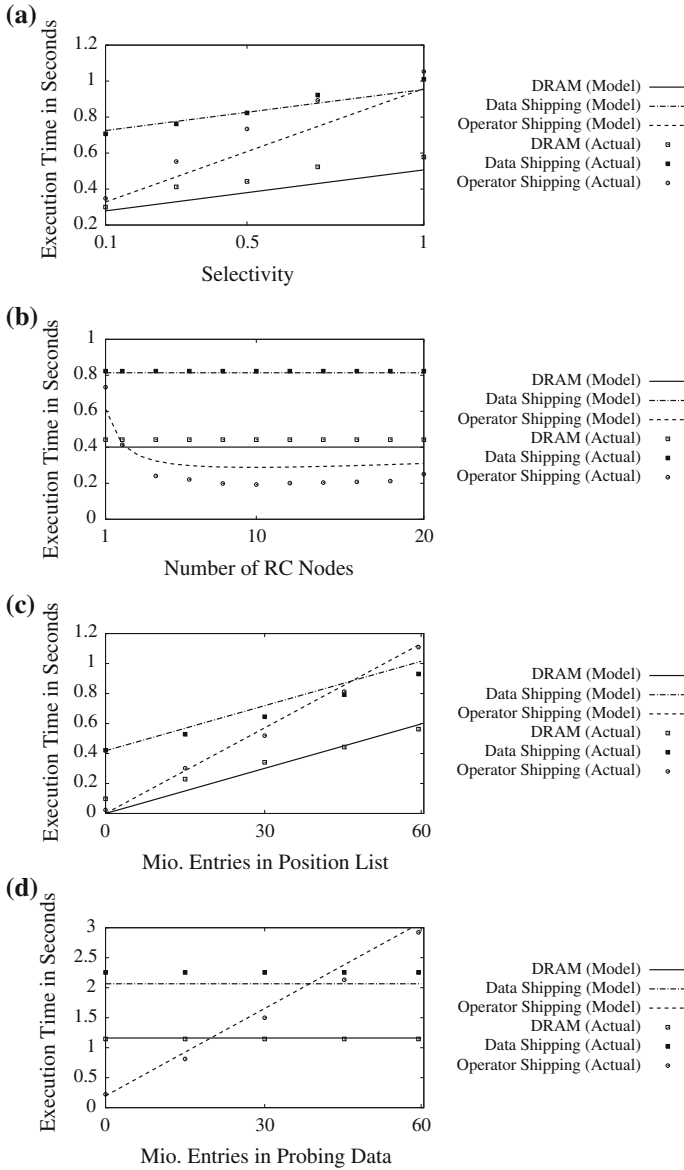 (a)
Execution Time in Seconds
1.2
1
0.8
0.6
0.4
0.2
0.1
0.5
1
Selectivity
DRAM (Model)
Data Shipping (Model)
Operator Shipping (Model)
DRAM (Actual)
Data Shipping (Actual)
Operator Shipping (Actual)
(b)
Execution Time in Seconds
1
0.8
0.6
0.4
0.2
0
1
10
20
Number of RC Nodes
DRAM (Model)
Data Shipping (Model)
Operator Shipping (Model)
DRAM (Actual)
Data Shipping (Actual)
Operator Shipping (Actual)
(c)
Execution Time in Seconds
1.2
1
0.8
0.6
0.4
0.2
0
0
30
60
Mio. Entries in Position List
DRAM (Model)
Data Shipping (Model)
Operator Shipping (Model)
DRAM (Actual)
Data Shipping (Actual)
Operator Shipping (Actual)
(d)
Execution Time in Seconds
3
2.5
2
1.5
1
0.5
0
0
30
60
Mio. Entries in Probing Data
DRAM (Model)
Data Shipping (Model)
Operator Shipping (Model)
DRAM (Actual)
Data Shipping (Actual)
Operator Shipping (Actual)